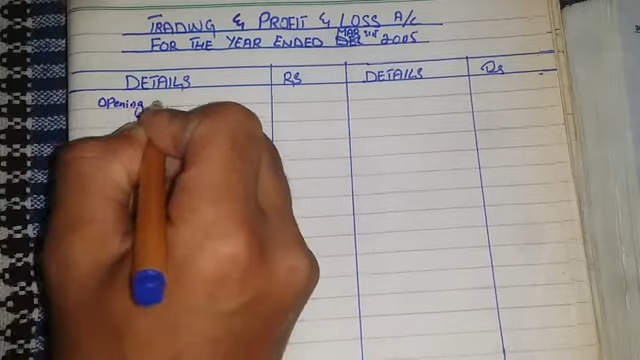 TRADING & PROFIT & LOSS A/C
FOR THE YEAR ENDED MAR 31st 2005
DETAILS Rs DETAILS Rs
Opening